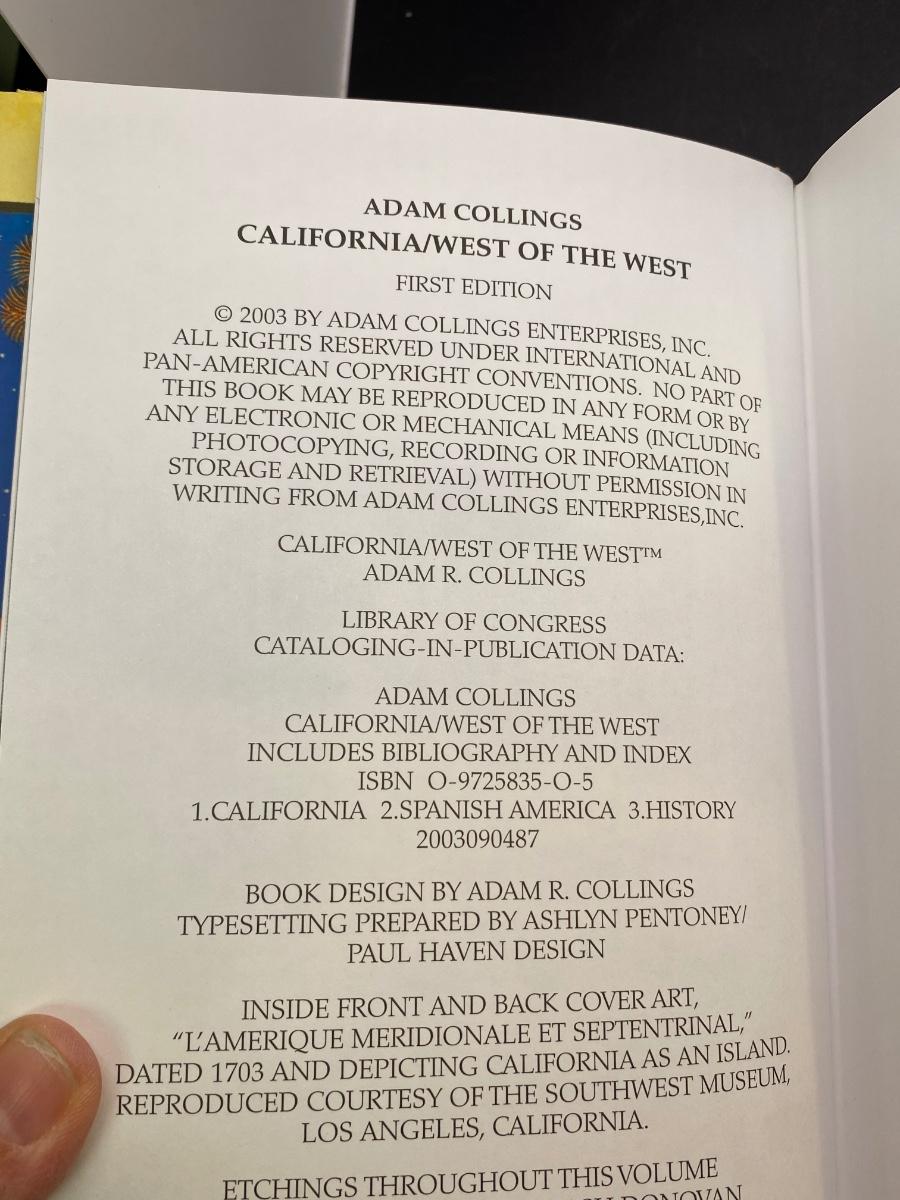 ADAM COLLINGS
CALIFORNIA/WEST OF THE WEST
FIRST EDITION
© 2003 BY ADAM COLLINGS ENTERPRISES, INC.
ALL RIGHTS RESERVED UNDER INTERNATIONAL AND
PAN-AMERICAN COPYRIGHT CONVENTIONS. NO PART OF
THIS BOOK MAY BE REPRODUCED IN ANY FORM OR BY
ANY ELECTRONIC OR MECHANICAL MEANS (INCLUDING
PHOTOCOPYING, RECORDING OR INFORMATION
STORAGE AND RETRIEVAL) WITHOUT PERMISSION IN
WRITING FROM ADAM COLLINGS ENTERPRISES,INC.
CALIFORNIA/WEST OF THE WEST™
ADAM R. COLLINGS
LIBRARY OF CONGRESS
CATALOGING-IN-PUBLICATION DATA:
ADAM COLLINGS
CALIFORNIA/WEST OF THE WEST
INCLUDES BIBLIOGRAPHY AND INDEX
ISBN O-9725835-O-5
1.CALIFORNIA 2.SPANISH AMERICA 3.HISTORY
2003090487
BOOK DESIGN BY ADAM R. COLLINGS
TYPESETTING PREPARED BY ASHLYN PENTONEY/
PAUL HAVEN DESIGN
INSIDE FRONT AND BACK COVER ART,
“L’AMERIQUE MERIDIONALE ET SEPTENTRINAL,”
DATED 1703 AND DEPICTING CALIFORNIA AS AN ISLAND.
REPRODUCED COURTESY OF THE SOUTHWEST MUSEUM,
LOS ANGELES, CALIFORNIA.
ETCHINGS THROUGHOUT THIS VOLUME
DONOVAN